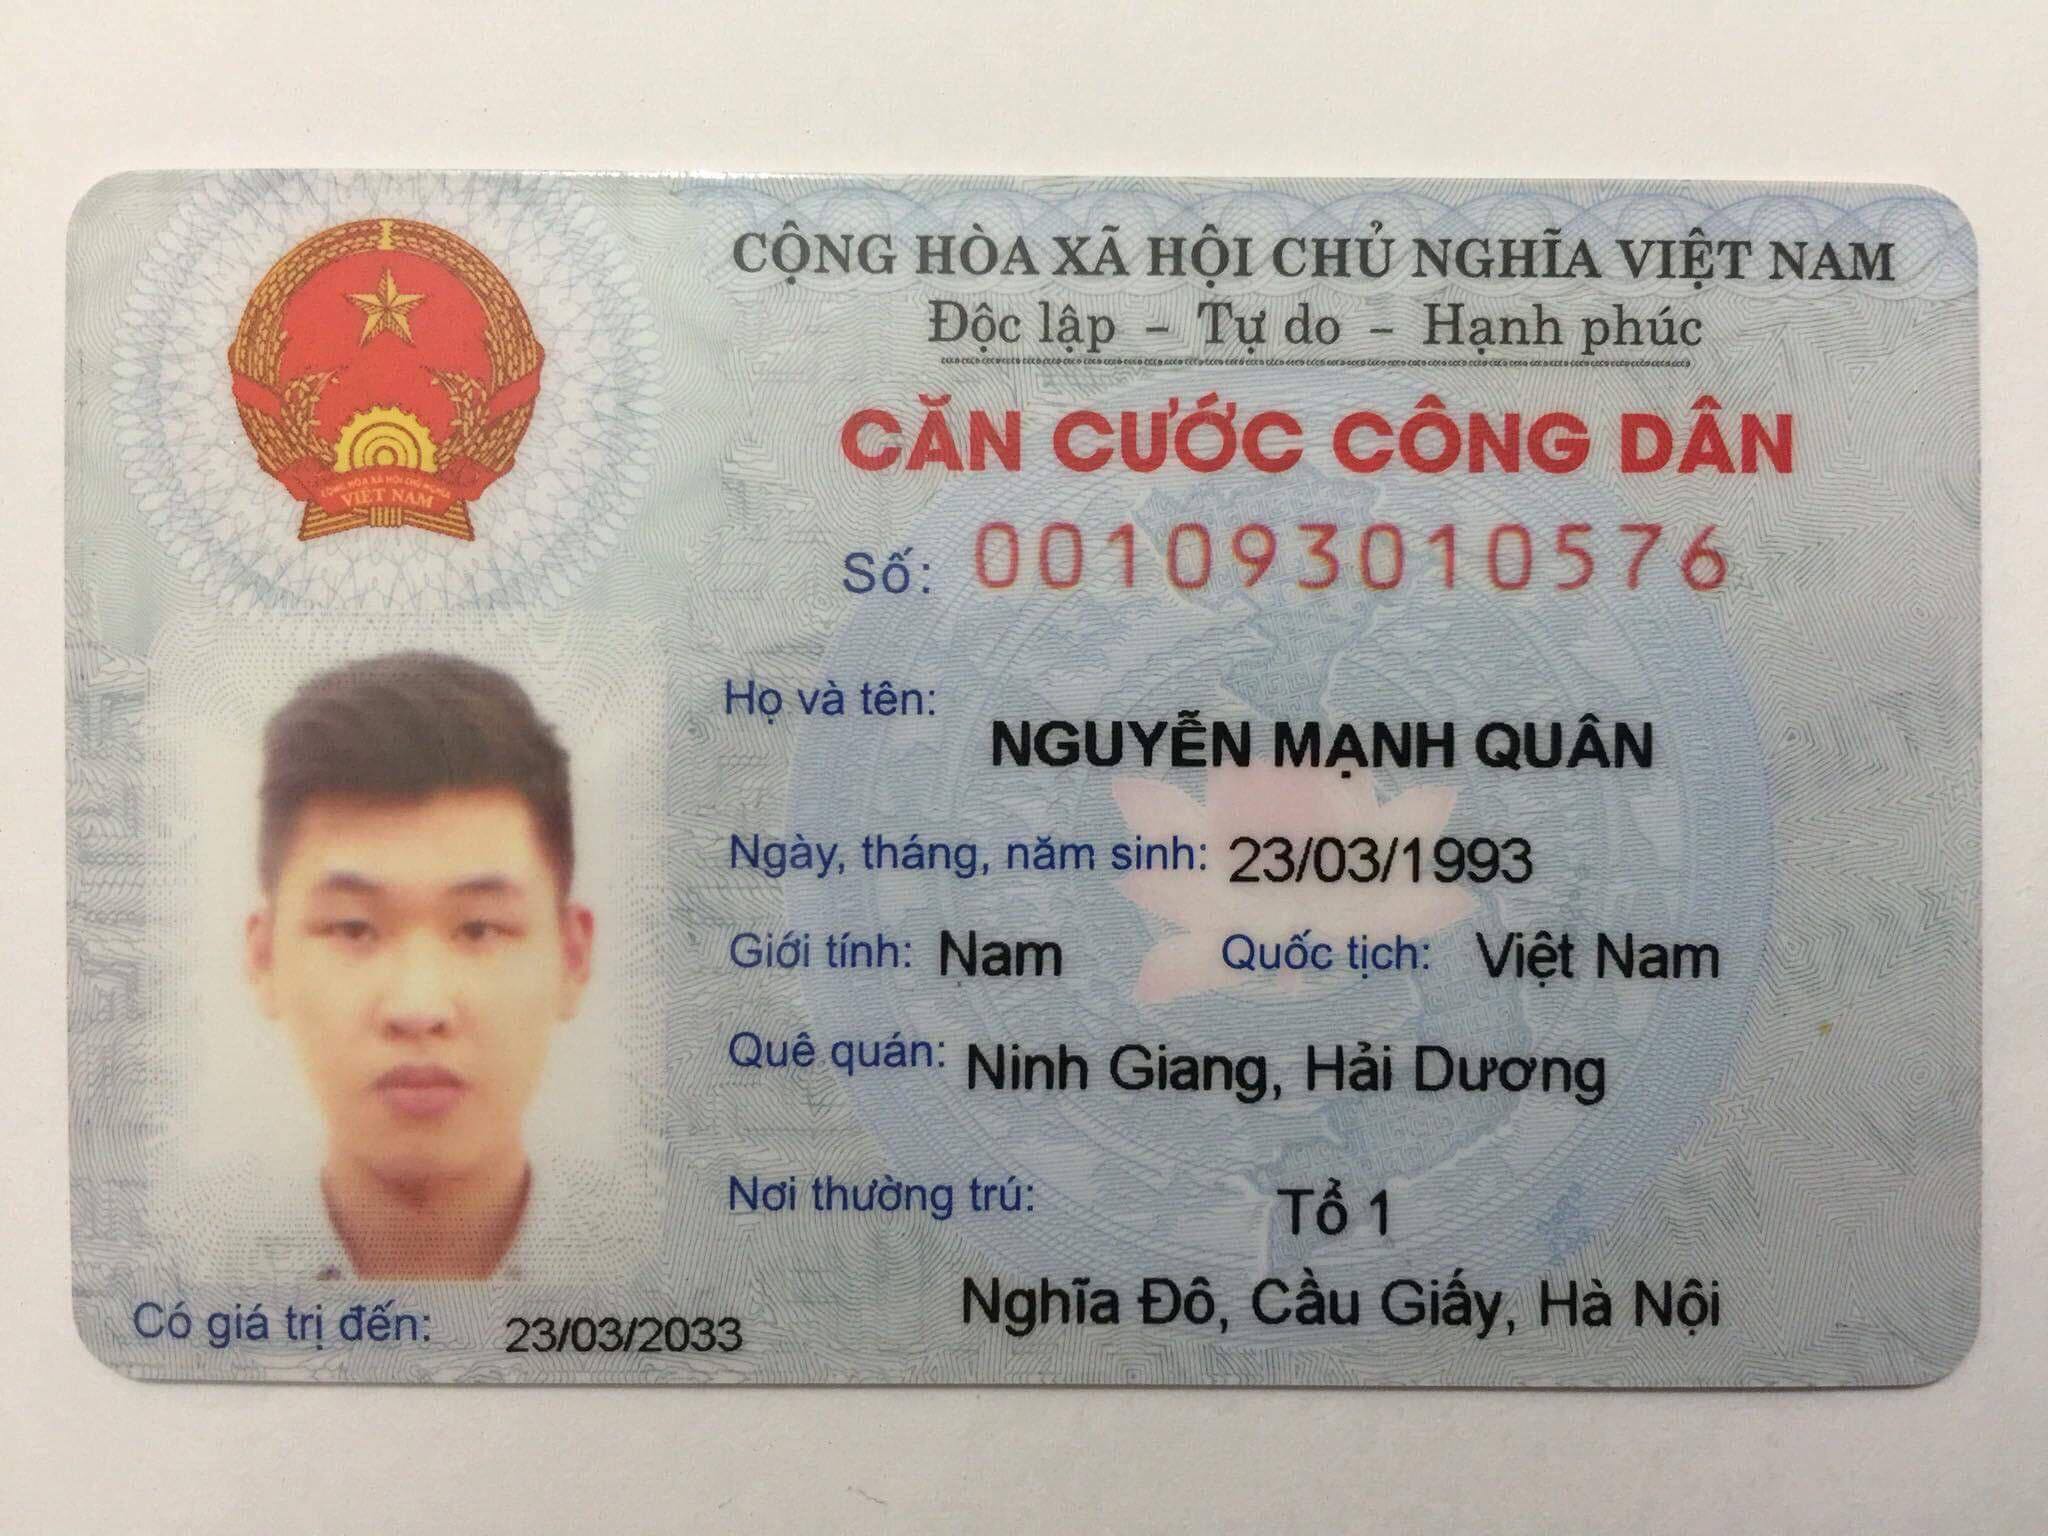 CỘNG HÒA XÃ HỘI CHỦ NGHĨA VIỆT NAM
Độc lập - Tự do - Hạnh phúc
CĂN CƯỚC CÔNG DÂN
Số: 001093010576
Họ và tên:
NGUYỄN MẠNH QUÂN
Ngày, tháng, năm sinh: 23/03/1993
Giới tính: Nam Quốc tịch: Việt Nam
Quê quán: Ninh Giang, Hải Dương
Nơi thường trú: Tổ 1
Nghĩa Đô, Cầu Giấy, Hà Nội
CỘNG HÒA XÃ HỘI CHỦ NGHĨA
VIỆT NAM
Có giá trị đến: 23/03/2033